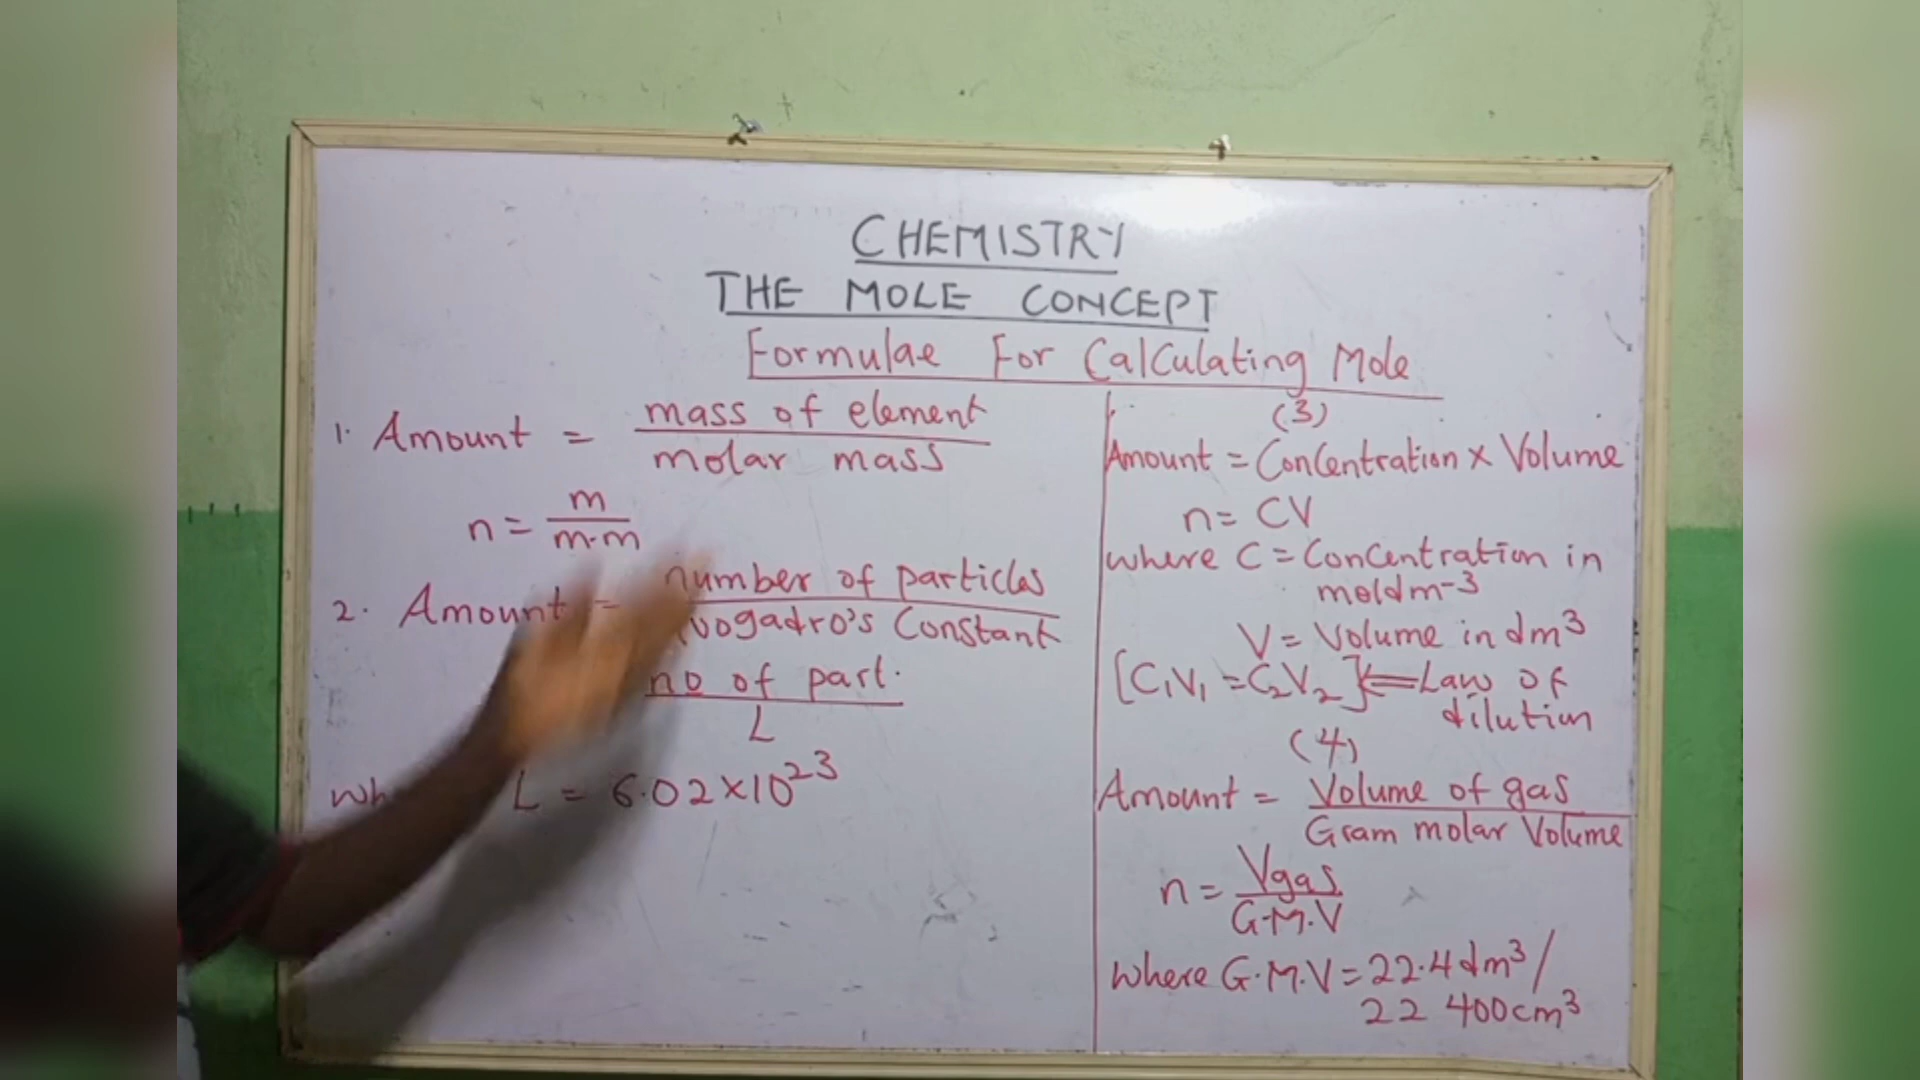 CHEMISTRY
THE MOLE CONCEPT
Formulae For Calculating Mole
1. Amount = mass of element
molar mass
n = m
m.m
2. Amount = number of particles
Constant
no of part.
L
L = 6.02×10²³
(3)
Amount = Concentration × Volume
n = CV
where C = Concentration in
moldm-3
V = Volume in dm³
[C₁V₁ = C₂V₂] ⇐ Law of
dilution
(4)
Amount = Volume of gas
Gram molar Volume
n = Vgas
G.M.V
where G.M.V = 22.4dm³/
22 400cm³